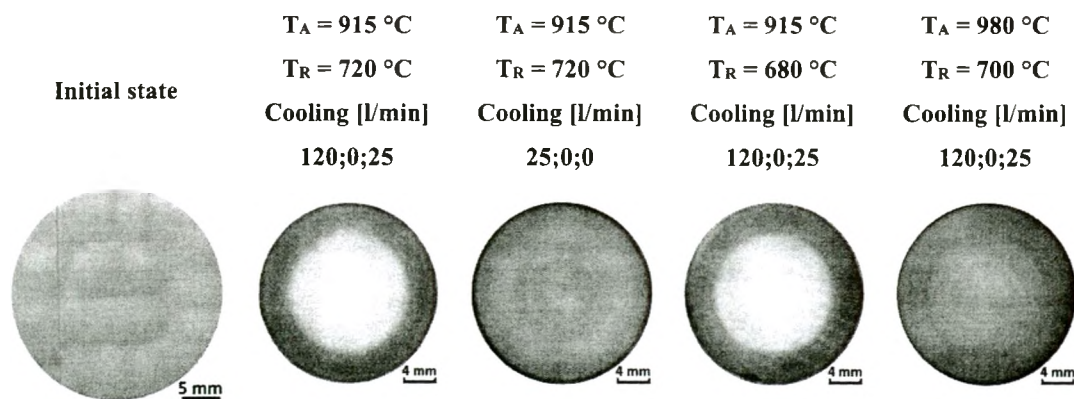 Initial state
T_A = 915 °C
T_R = 720 °C
Cooling [l/min]
120;0;25
T_A = 915 °C
T_R = 720 °C
Cooling [l/min]
25;0;0
T_A = 915 °C
T_R = 680 °C
Cooling [l/min]
120;0;25
T_A = 980 °C
T_R = 700 °C
Cooling [l/min]
120;0;25
5 mm
4 mm
4 mm
4 mm
4 mm